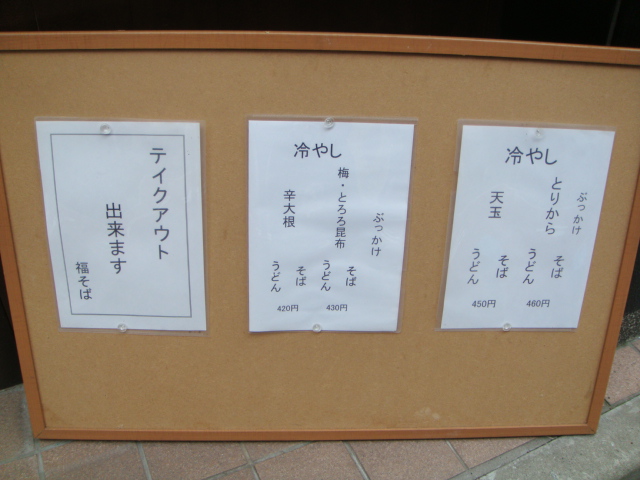 テイクアウト
出来ます
福そば
冷やし
ぶっかけ
梅・とろろ昆布
そば
うどん
430円
辛大根
そば
うどん
420円
冷やし
ぶっかけ
とりから
そば
うどん
460円
天玉
そば
うどん
450円